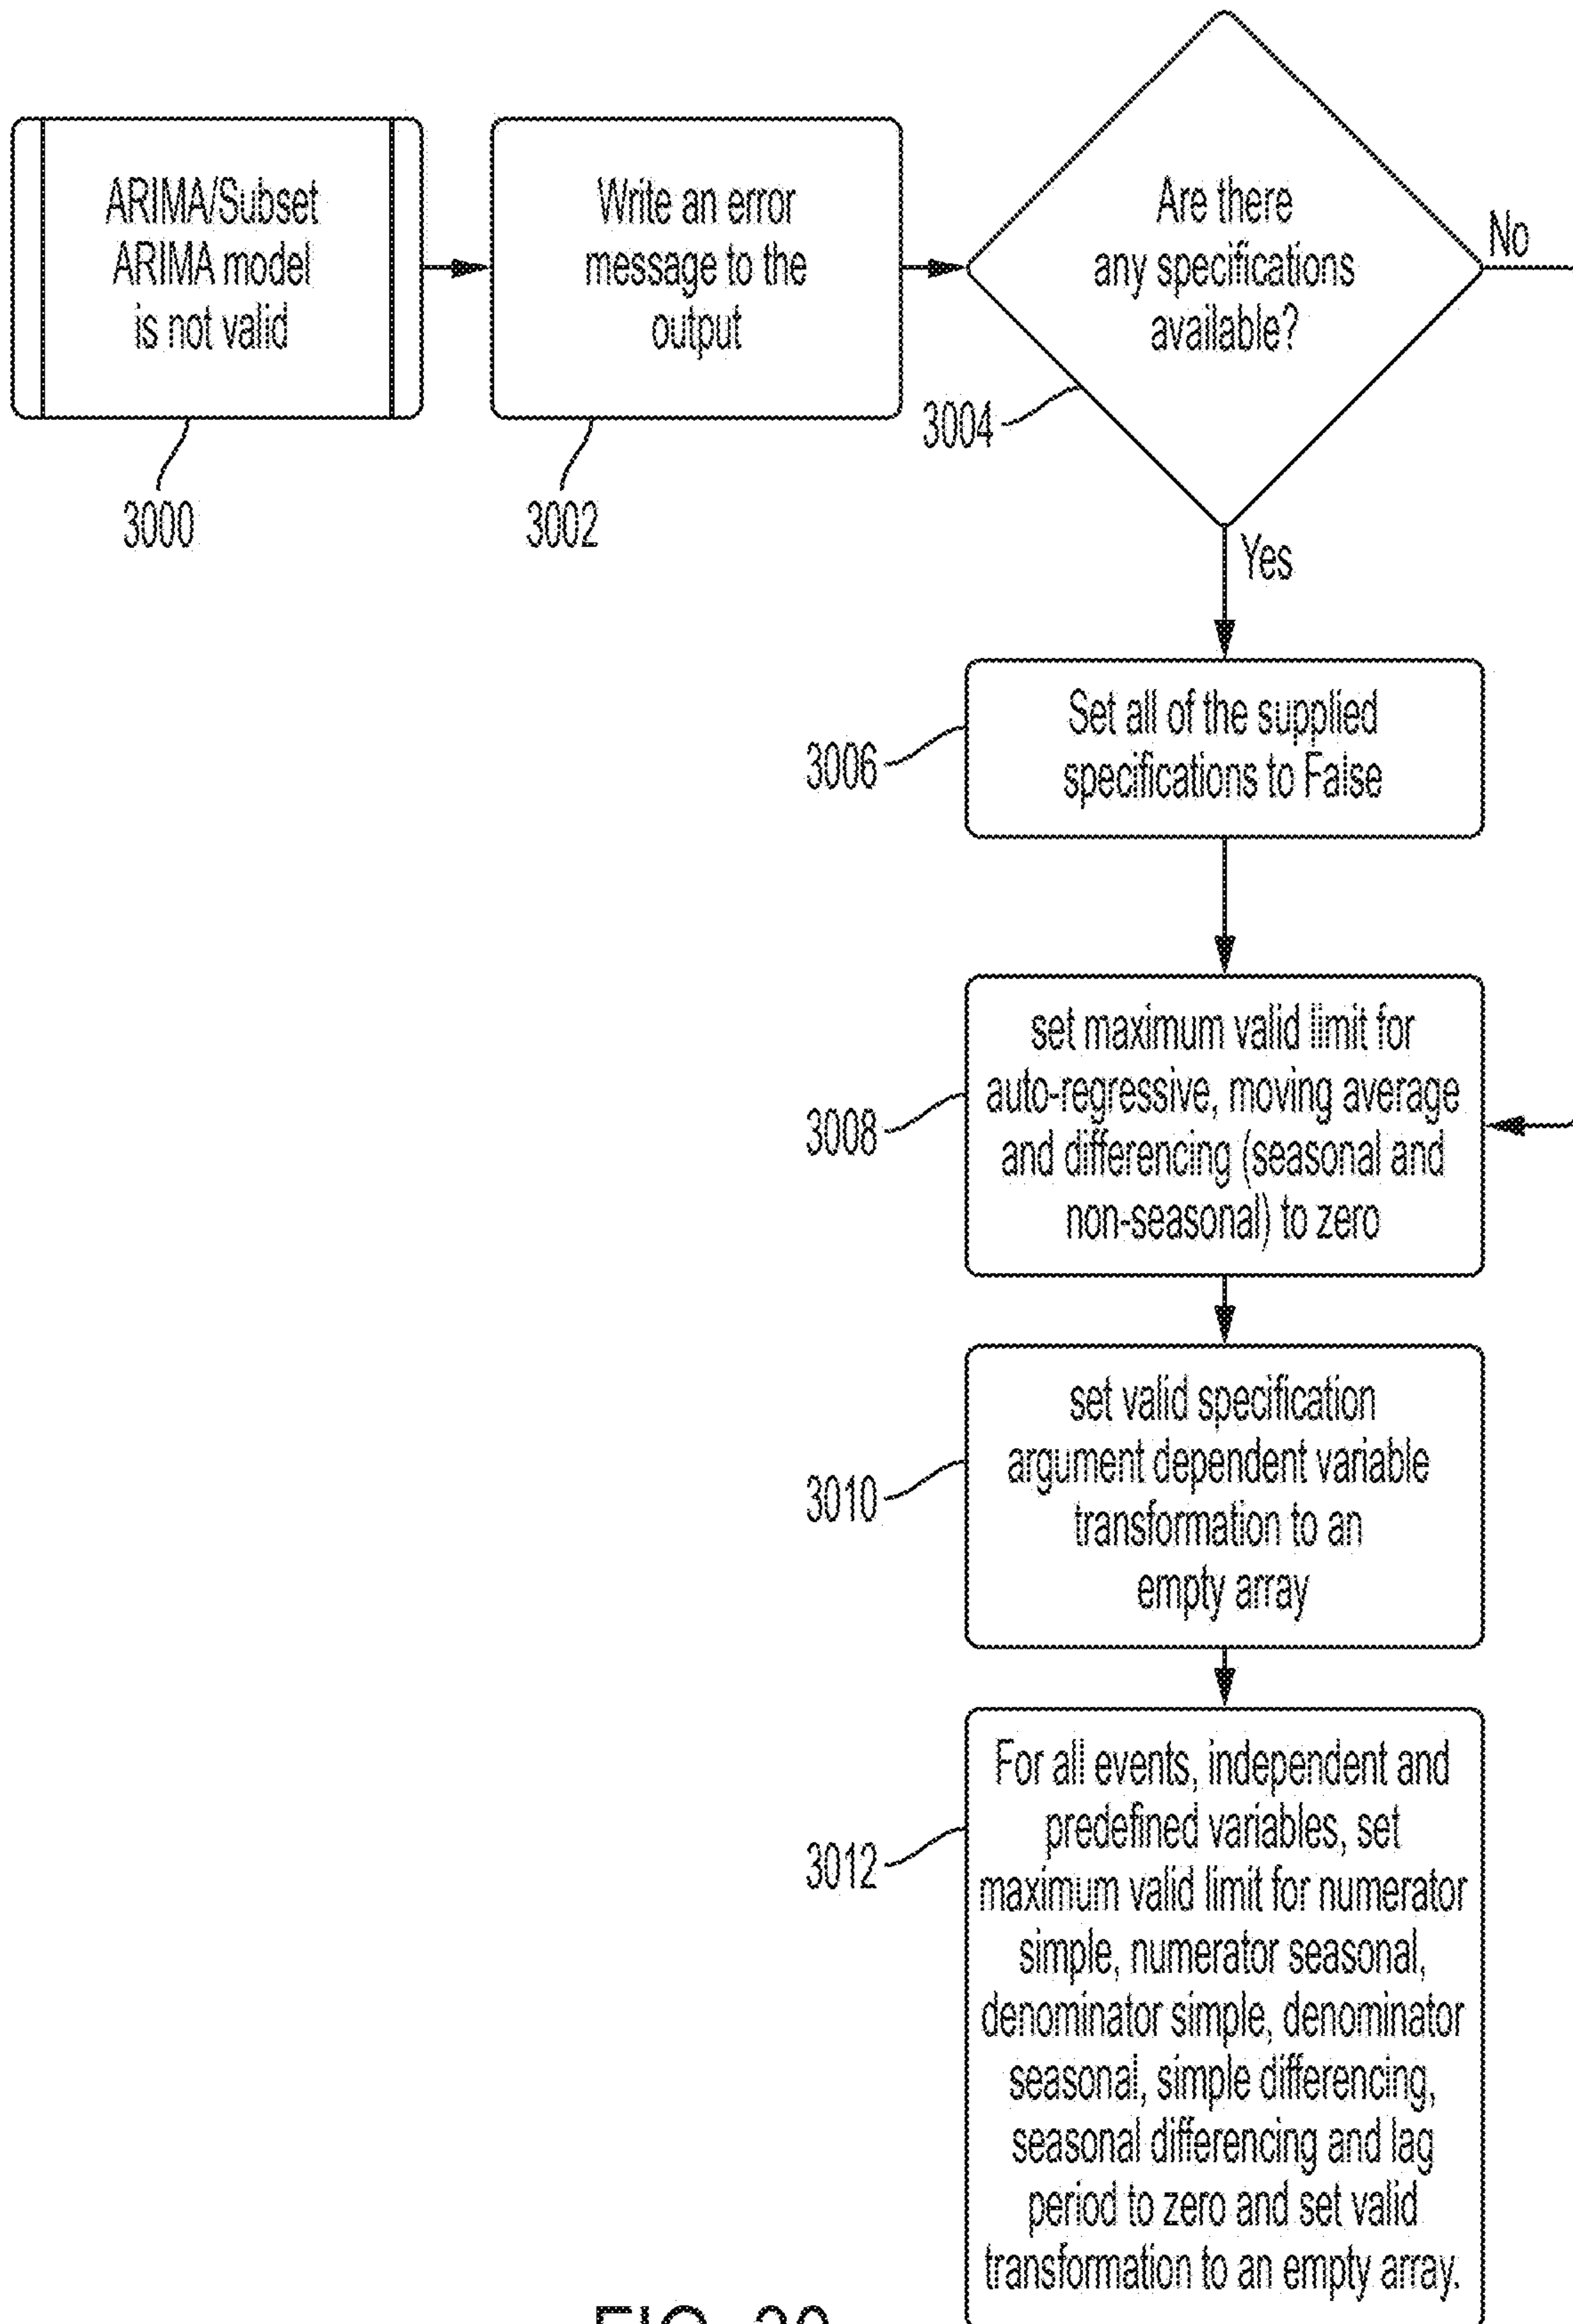 ARIMA/Subset
ARIMA model
is not valid
3000
Write an error
message to the
output
3002
Are there
any specifications
available?
3004
No
Yes
Set all of the supplied
specifications to False
3006
set maximum valid limit for
auto-regressive, moving average
and differencing (seasonal and
non-seasonal) to zero
3008
set valid specification
argument dependent variable
transformation to an
empty array
3010
For all events, independent and
predefined variables, set
maximum valid limit for numerator
simple, numerator seasonal,
denominator simple, denominator
seasonal, simple differencing,
seasonal differencing and lag
period to zero and set valid
transformation to an empty array.
3012